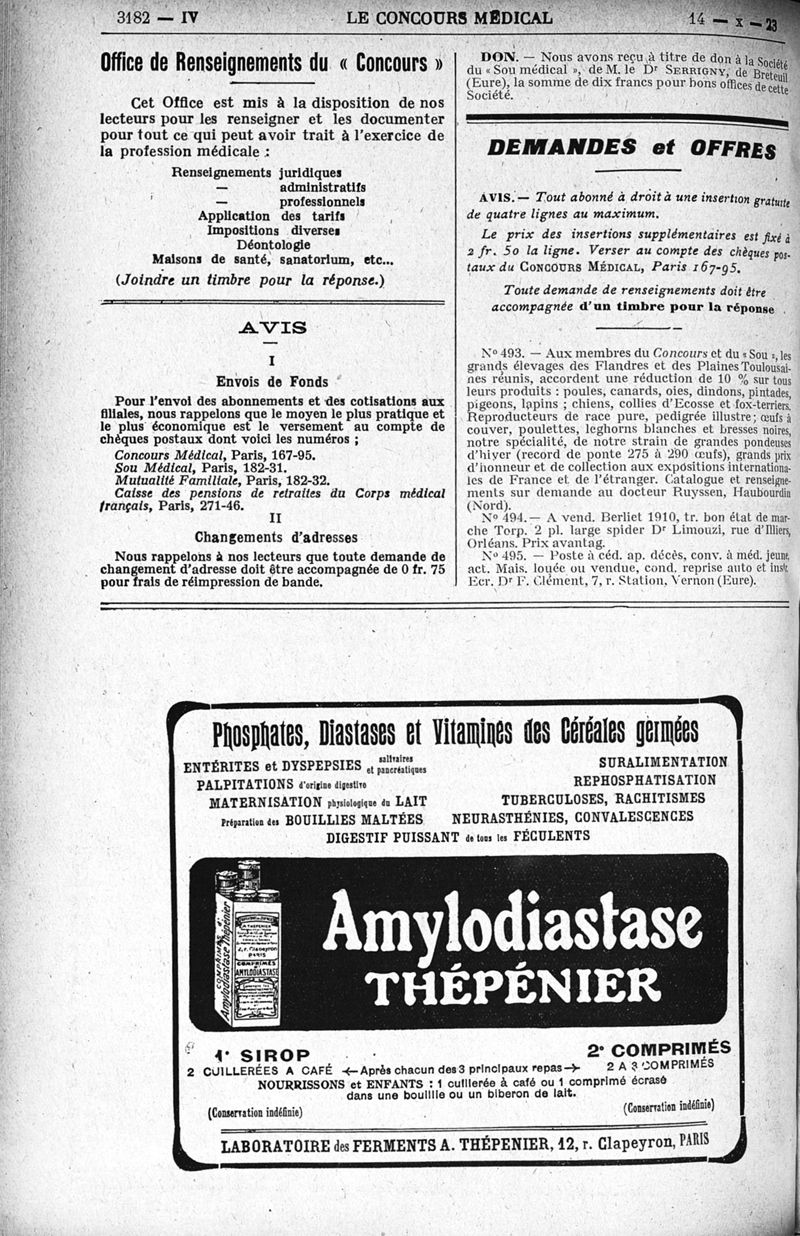 3182 — IV
LE CONCOURS MÉDICAL
14 — x — 23
Office de Renseignements du « Concours »
Cet Office est mis à la disposition de nos
lecteurs pour les renseigner et les documenter
pour tout ce qui peut avoir trait à l'exercice de
la profession médicale :
Renseignements juridiques
— administratifs
— professionnels
Application des tarifs
Impositions diverses
Déontologie
Maisons de santé, sanatorium, etc...
(Joindre un timbre pour la réponse.)
AVIS
I
Envois de Fonds
Pour l'envoi des abonnements et des cotisations aux
filiales, nous rappelons que le moyen le plus pratique et
le plus économique est le versement au compte de
chèques postaux dont voici les numéros ;
Concours Médical, Paris, 167-95.
Sou Médical, Paris, 182-31.
Mutualité Familiale, Paris, 182-32.
Caisse des pensions de retraites du Corps médical
français, Paris, 271-46.
II
Changements d'adresses
Nous rappelons à nos lecteurs que toute demande de
changement d'adresse doit être accompagnée de 0 fr. 75
pour frais de réimpression de bande.
DON. — Nous avons reçu à titre de don à la Société
du « Sou médical », de M. le Dr SERRIGNY, de Breteuil
(Eure), la somme de dix francs pour bons offices de cette
Société.
DEMANDES et OFFRES
AVIS. — Tout abonné à droit à une insertion gratuite
de quatre lignes au maximum.
Le prix des insertions supplémentaires est fixé à
2 fr. 50 la ligne. Verser au compte des chèques pos-
taux du CONCOURS MÉDICAL, Paris 167-95.
Toute demande de renseignements doit être
accompagnée d'un timbre pour la réponse .
No 493. — Aux membres du Concours et du « Sou », les
grands élevages des Flandres et des Plaines Toulousai-
nes réunis, accordent une réduction de 10 % sur tous
leurs produits : poules, canards, oies, dindons, pintades,
pigeons, lapins ; chiens, collies d'Ecosse et fox-terriers.
Reproducteurs de race pure, pedigrée illustre ; œufs à
couver, poulettes, leghorns blanches et bresses noires,
notre spécialité, de notre strain de grandes pondeuses
d'hiver (record de ponte 275 à 290 œufs), grands prix
d'honneur et de collection aux expositions internationa-
les de France et de l'étranger. Catalogue et renseigne-
ments sur demande au docteur Ruyssen, Haubourdin
(Nord).
No 494. — A vend. Berliet 1910, tr. bon état de mar-
che Torp. 2 pl. large spider Dr Limouzi, rue d'Illiers,
Orléans. Prix avantag.
No 495. — Poste à céd. ap. décès, conv. à méd. jeune,
act. Mais. louée ou vendue, cond. reprise auto et instr.
Ecr. Dr F. Clément, 7, r. Station, Vernon (Eure).
Phosphates, Diastases et Vitamines des Céréales germées
ENTÉRITES et DYSPEPSIES salivaires et pancréatiques
PALPITATIONS d'origine digestive
MATERNISATION physiologique du LAIT
Préparation des BOUILLIES MALTÉES
SURALIMENTATION
REPHOSPHATISATION
TUBERCULOSES, RACHITISMES
NEURASTHÉNIES, CONVALESCENCES
DIGESTIF PUISSANT de tous les FÉCULENTS
COMPRIMÉS d'
Amylodiastase Thépenier
A. THÉPENIER
12, r. Clapeyron
PARIS
COMPRIMÉS
AMYLODIASTASE
Amylodiastase
THÉPÉNIER
1° SIROP
2 CUILLERÉES A CAFÉ
Après chacun des 3 principaux repas
2° COMPRIMÉS
2 A 3 COMPRIMÉS
NOURRISSONS et ENFANTS : 1 cuillerée à café ou 1 comprimé écrasé
dans une bouillie ou un biberon de lait.
(Conservation indéfinie)
(Conservation indéfinie)
LABORATOIRE des FERMENTS A. THÉPÉNIER, 12, r. Clapeyron, PARIS